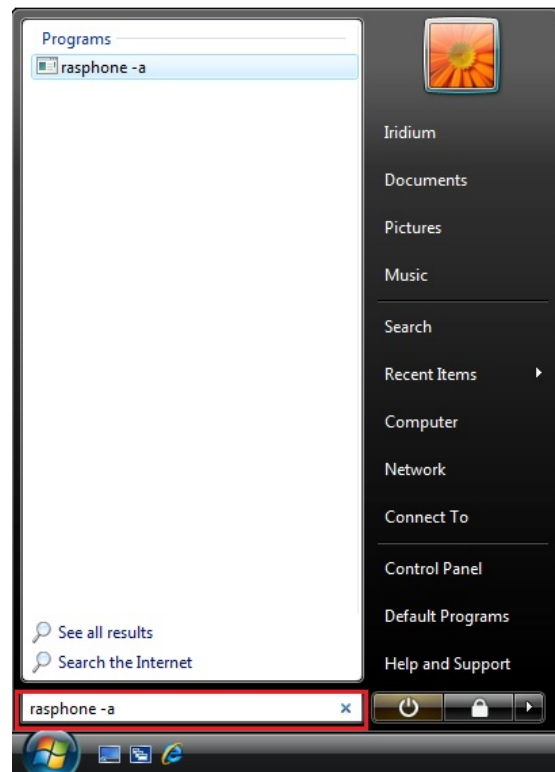 Programs
rasphone -a
See all results
Search the Internet
rasphone -a
Iridium
Documents
Pictures
Music
Search
Recent Items
Computer
Network
Connect To
Control Panel
Default Programs
Help and Support